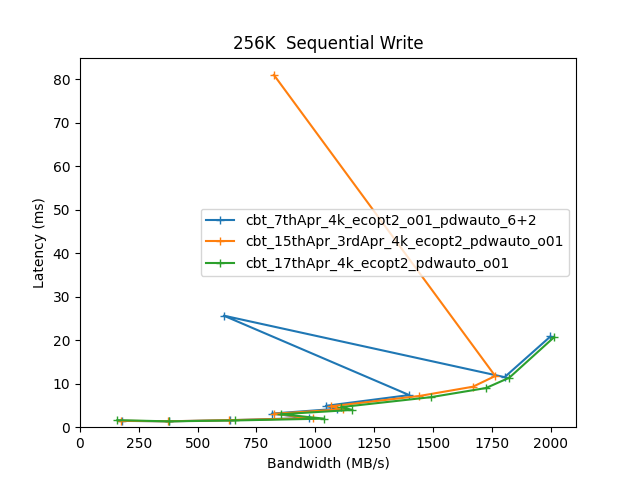 256K  Sequential Write
Latency (ms)
80
70
60
50
40
30
20
10
0
cbt_7thApr_4k_ecopt2_o01_pdwauto_6+2
cbt_15thApr_3rdApr_4k_ecopt2_pdwauto_o01
cbt_17thApr_4k_ecopt2_pdwauto_o01
0 250 500 750 1000 1250 1500 1750 2000
Bandwidth (MB/s)